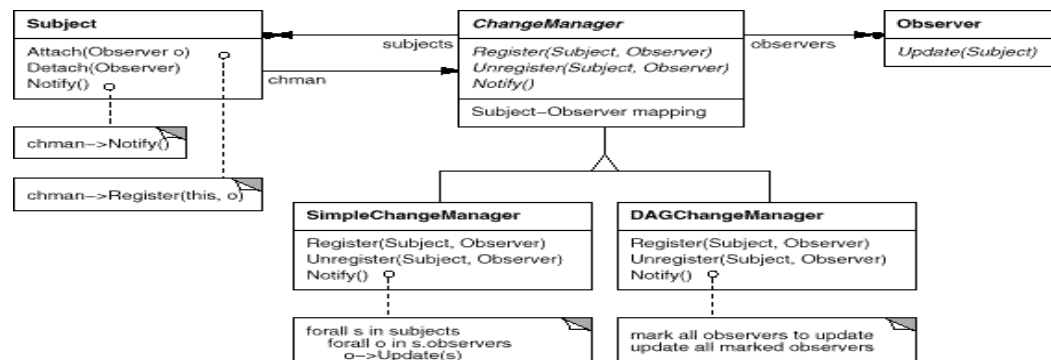 Subject
Attach(Observer o)
Detach(Observer)
Notify()
chman->Notify()
chman->Register(this, o)
subjects
chman
ChangeManager
Register(Subject, Observer)
Unregister(Subject, Observer)
Notify()
Subject-Observer mapping
observers
Observer
Update(Subject)
SimpleChangeManager
Register(Subject, Observer)
Unregister(Subject, Observer)
Notify()
forall s in subjects
forall o in s.observers
o->Update(s)
DAGChangeManager
Register(Subject, Observer)
Unregister(Subject, Observer)
Notify()
mark all observers to update
update all marked observers